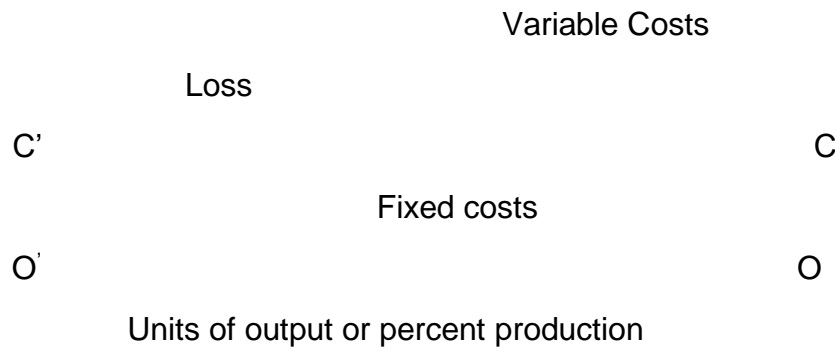 Variable Costs
Loss
C’ C
Fixed costs
O’ O
Units of output or percent production